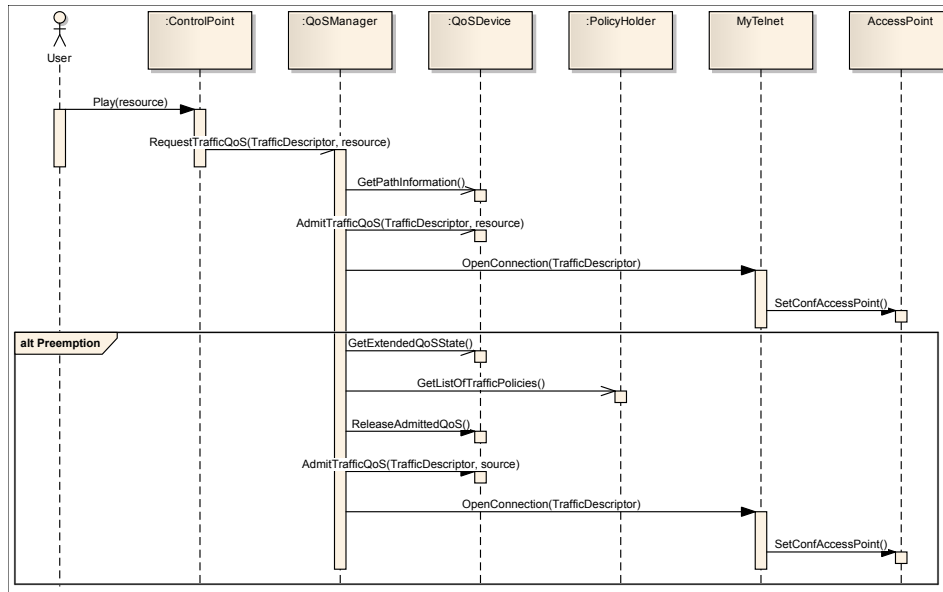 :ControlPoint
:QoSManager
:QoSDevice
:PolicyHolder
MyTelnet
AccessPoint
User
Play(resource)
RequestTrafficQoS(TrafficDescriptor, resource)
GetPathInformation()
AdmitTrafficQoS(TrafficDescriptor, resource)
OpenConnection(TrafficDescriptor)
SetConfAccessPoint()
alt Preemption
GetExtendedQoSState()
GetListOfTrafficPolicies()
ReleaseAdmittedQoS()
AdmitTrafficQoS(TrafficDescriptor, source)
OpenConnection(TrafficDescriptor)
SetConfAccessPoint()